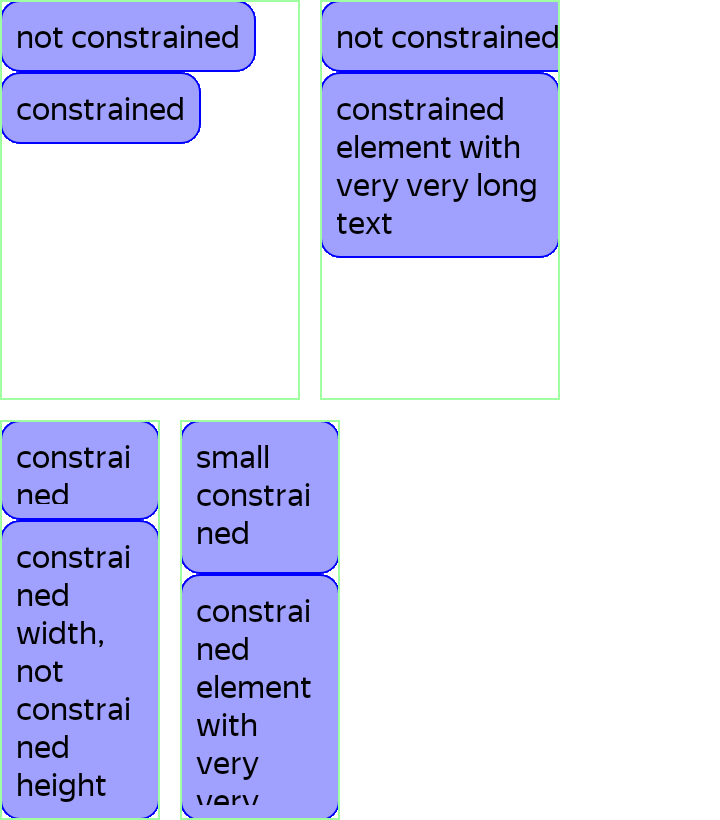 not constrained
constrained
not constrained
constrained
element with
very very long
text
constrai
ned
constrai
ned
width,
not
constrai
ned
height
small
constrai
ned
constrai
ned
element
with
very
very